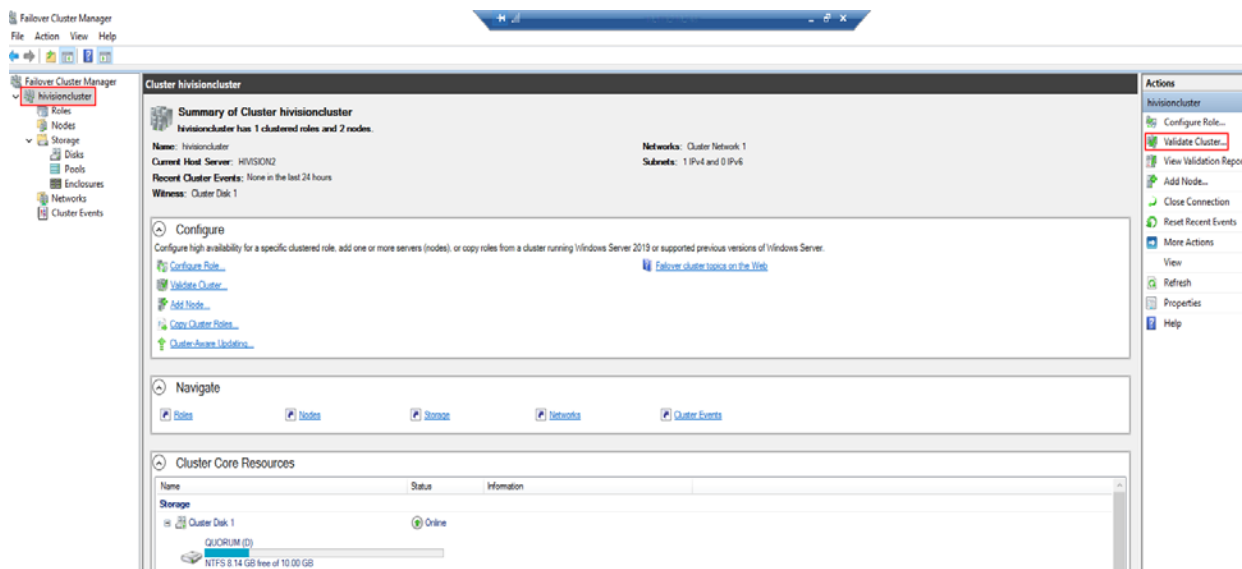 Failover Cluster Manager
File Action View Help
Failover Cluster Manager
hivisioncluster
Roles
Nodes
Storage
Disks
Pools
Enclosures
Networks
Cluster Events
Cluster hivisioncluster
Summary of Cluster hivisioncluster
hivisioncluster has 1 clustered roles and 2 nodes.
Name: hivisioncluster
Networks: Cluster Network 1
Current Host Server: HIVISION2
Subnets: 1 IPv4 and 0 IPv6
Recent Cluster Events: None in the last 24 hours
Witness: Cluster Disk 1
Configure
Configure high availability for a specific clustered role, add one or more servers (nodes), or copy roles from a cluster running Windows Server 2019 or supported previous versions of Windows Server.
Configure Role...
Failover cluster topics on the Web
Validate Cluster...
Add Node...
Copy Cluster Roles...
Cluster-Aware Updating...
Navigate
Roles
Nodes
Storage
Networks
Cluster Events
Cluster Core Resources
Name Status Information
Storage
Cluster Disk 1 Online
QUORUM (D)
NTFS 8.14 GB free of 10.00 GB
Actions
hivisioncluster
Configure Role...
Validate Cluster...
View Validation Repo
Add Node...
Close Connection
Reset Recent Events
More Actions
View
Refresh
Properties
Help